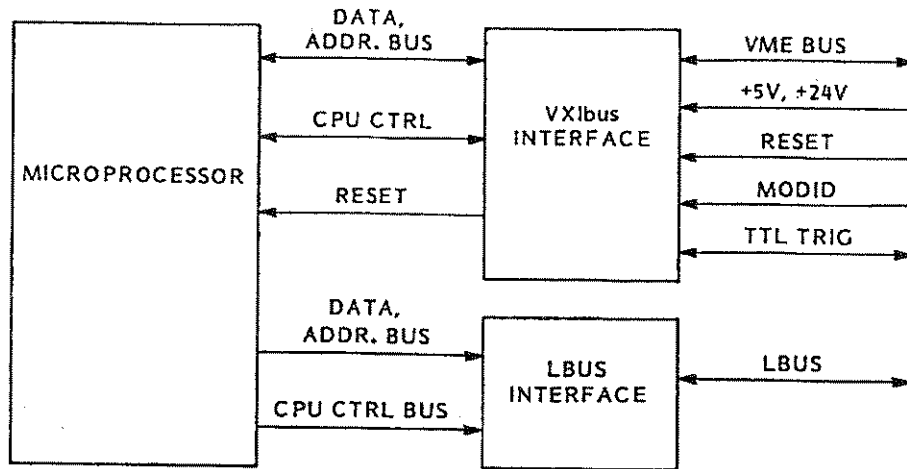 DATA,
ADDR. BUS
CPU CTRL
RESET
MICROPROCESSOR
VXIbus
INTERFACE
VME BUS
+5V, +24V
RESET
MODID
TTL TRIG
DATA,
ADDR. BUS
CPU CTRL BUS
LBUS
INTERFACE
LBUS